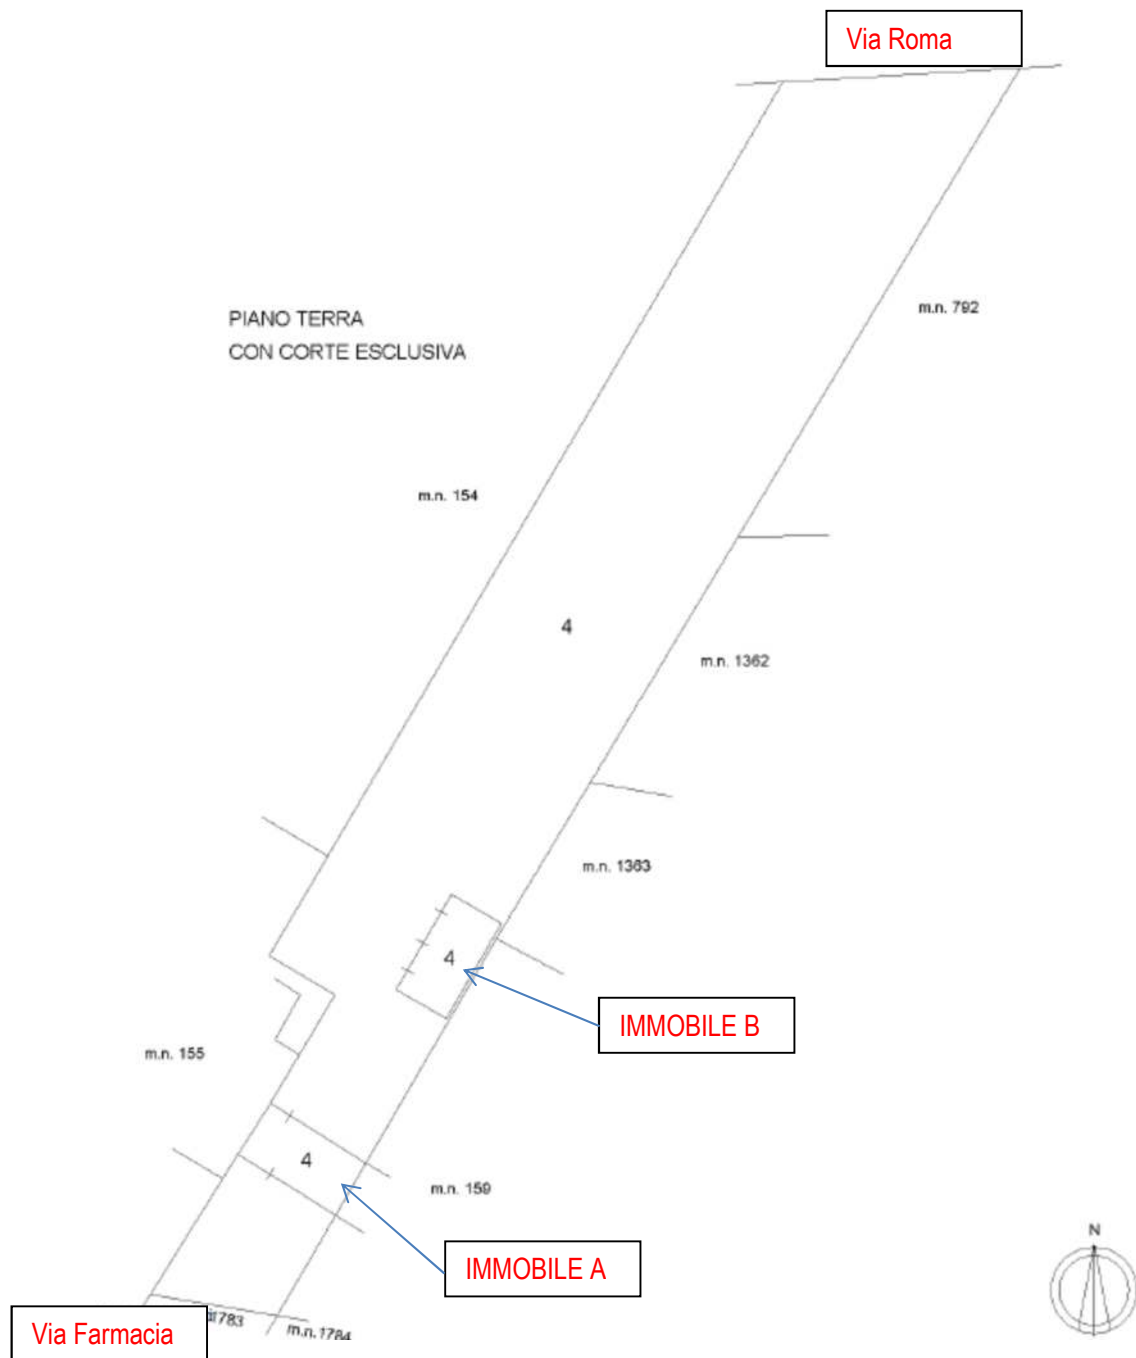 Via Roma
m.n. 792
PIANO TERRA
CON CORTE ESCLUSIVA
m.n. 154
4
m.n. 1362
m.n. 1363
4
IMMOBILE B
m.n. 155
4
m.n. 159
N
IMMOBILE A
1783
m.n.1784
Via Farmacia